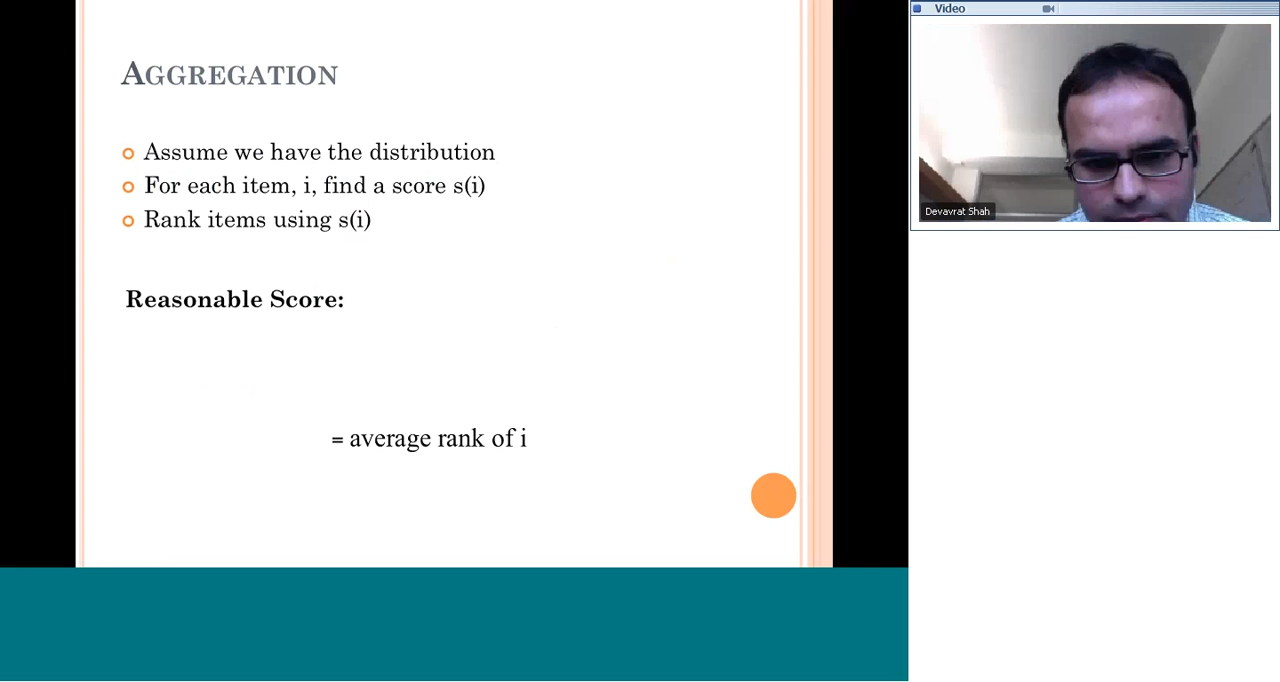 Video
AGGREGATION
Assume we have the distribution
For each item, i, find a score s(i)
Rank items using s(i)
Reasonable Score:
= average rank of i
Devavrat Shah